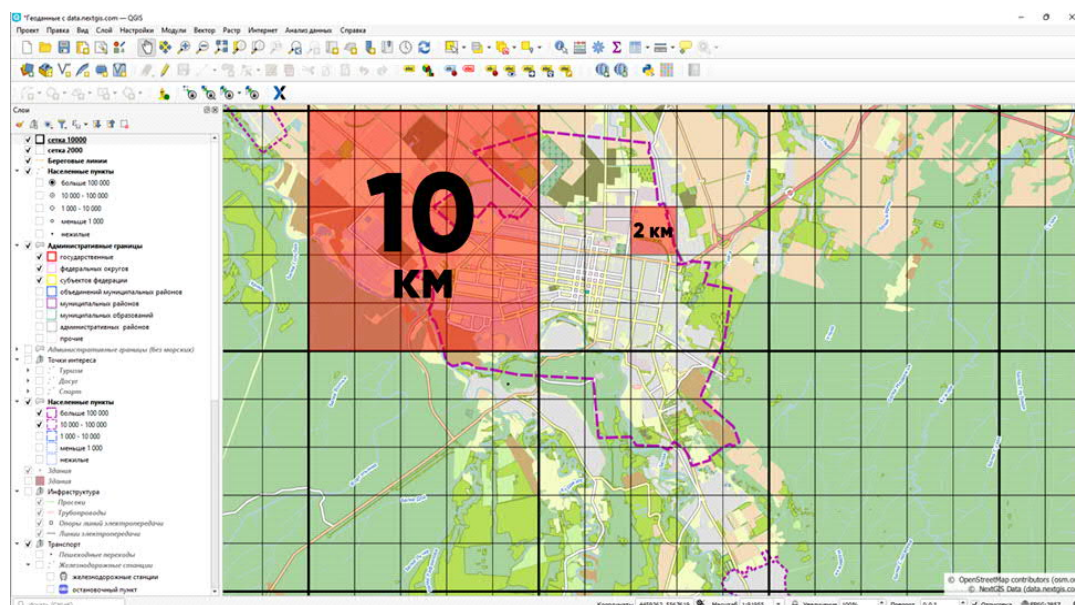 *Геоданные с data.nextgis.com — QGIS
Проект Правка Вид Слой Настройки Модули Вектор Растр Интернет Анализ данных Справка
Слои
сетка 10000
сетка 2000
Береговые линии
Населенные пункты
больше 100 000
10 000 - 100 000
1 000 - 10 000
меньше 1 000
нежилые
Административные границы
государственные
федеральных округов
субъектов федерации
объединений муниципальных районов
муниципальных районов
муниципальных образований
административных районов
прочие
Административные границы (без морских)
Точки интереса
Туризм
Досуг
Спорт
Населенные пункты
больше 100 000
10 000 - 100 000
1 000 - 10 000
меньше 1 000
нежилые
Здания
Здания
Инфраструктура
Просеки
Трубопроводы
Опоры линий электропередачи
Линии электропередачи
Транспорт
Пешеходные переходы
Железнодорожные станции
железнодорожные станции
остановочный пункт
10
КМ
2 КМ
© OpenStreetMap contributors (osm.or
© NextGIS Data (data.nextgis.co